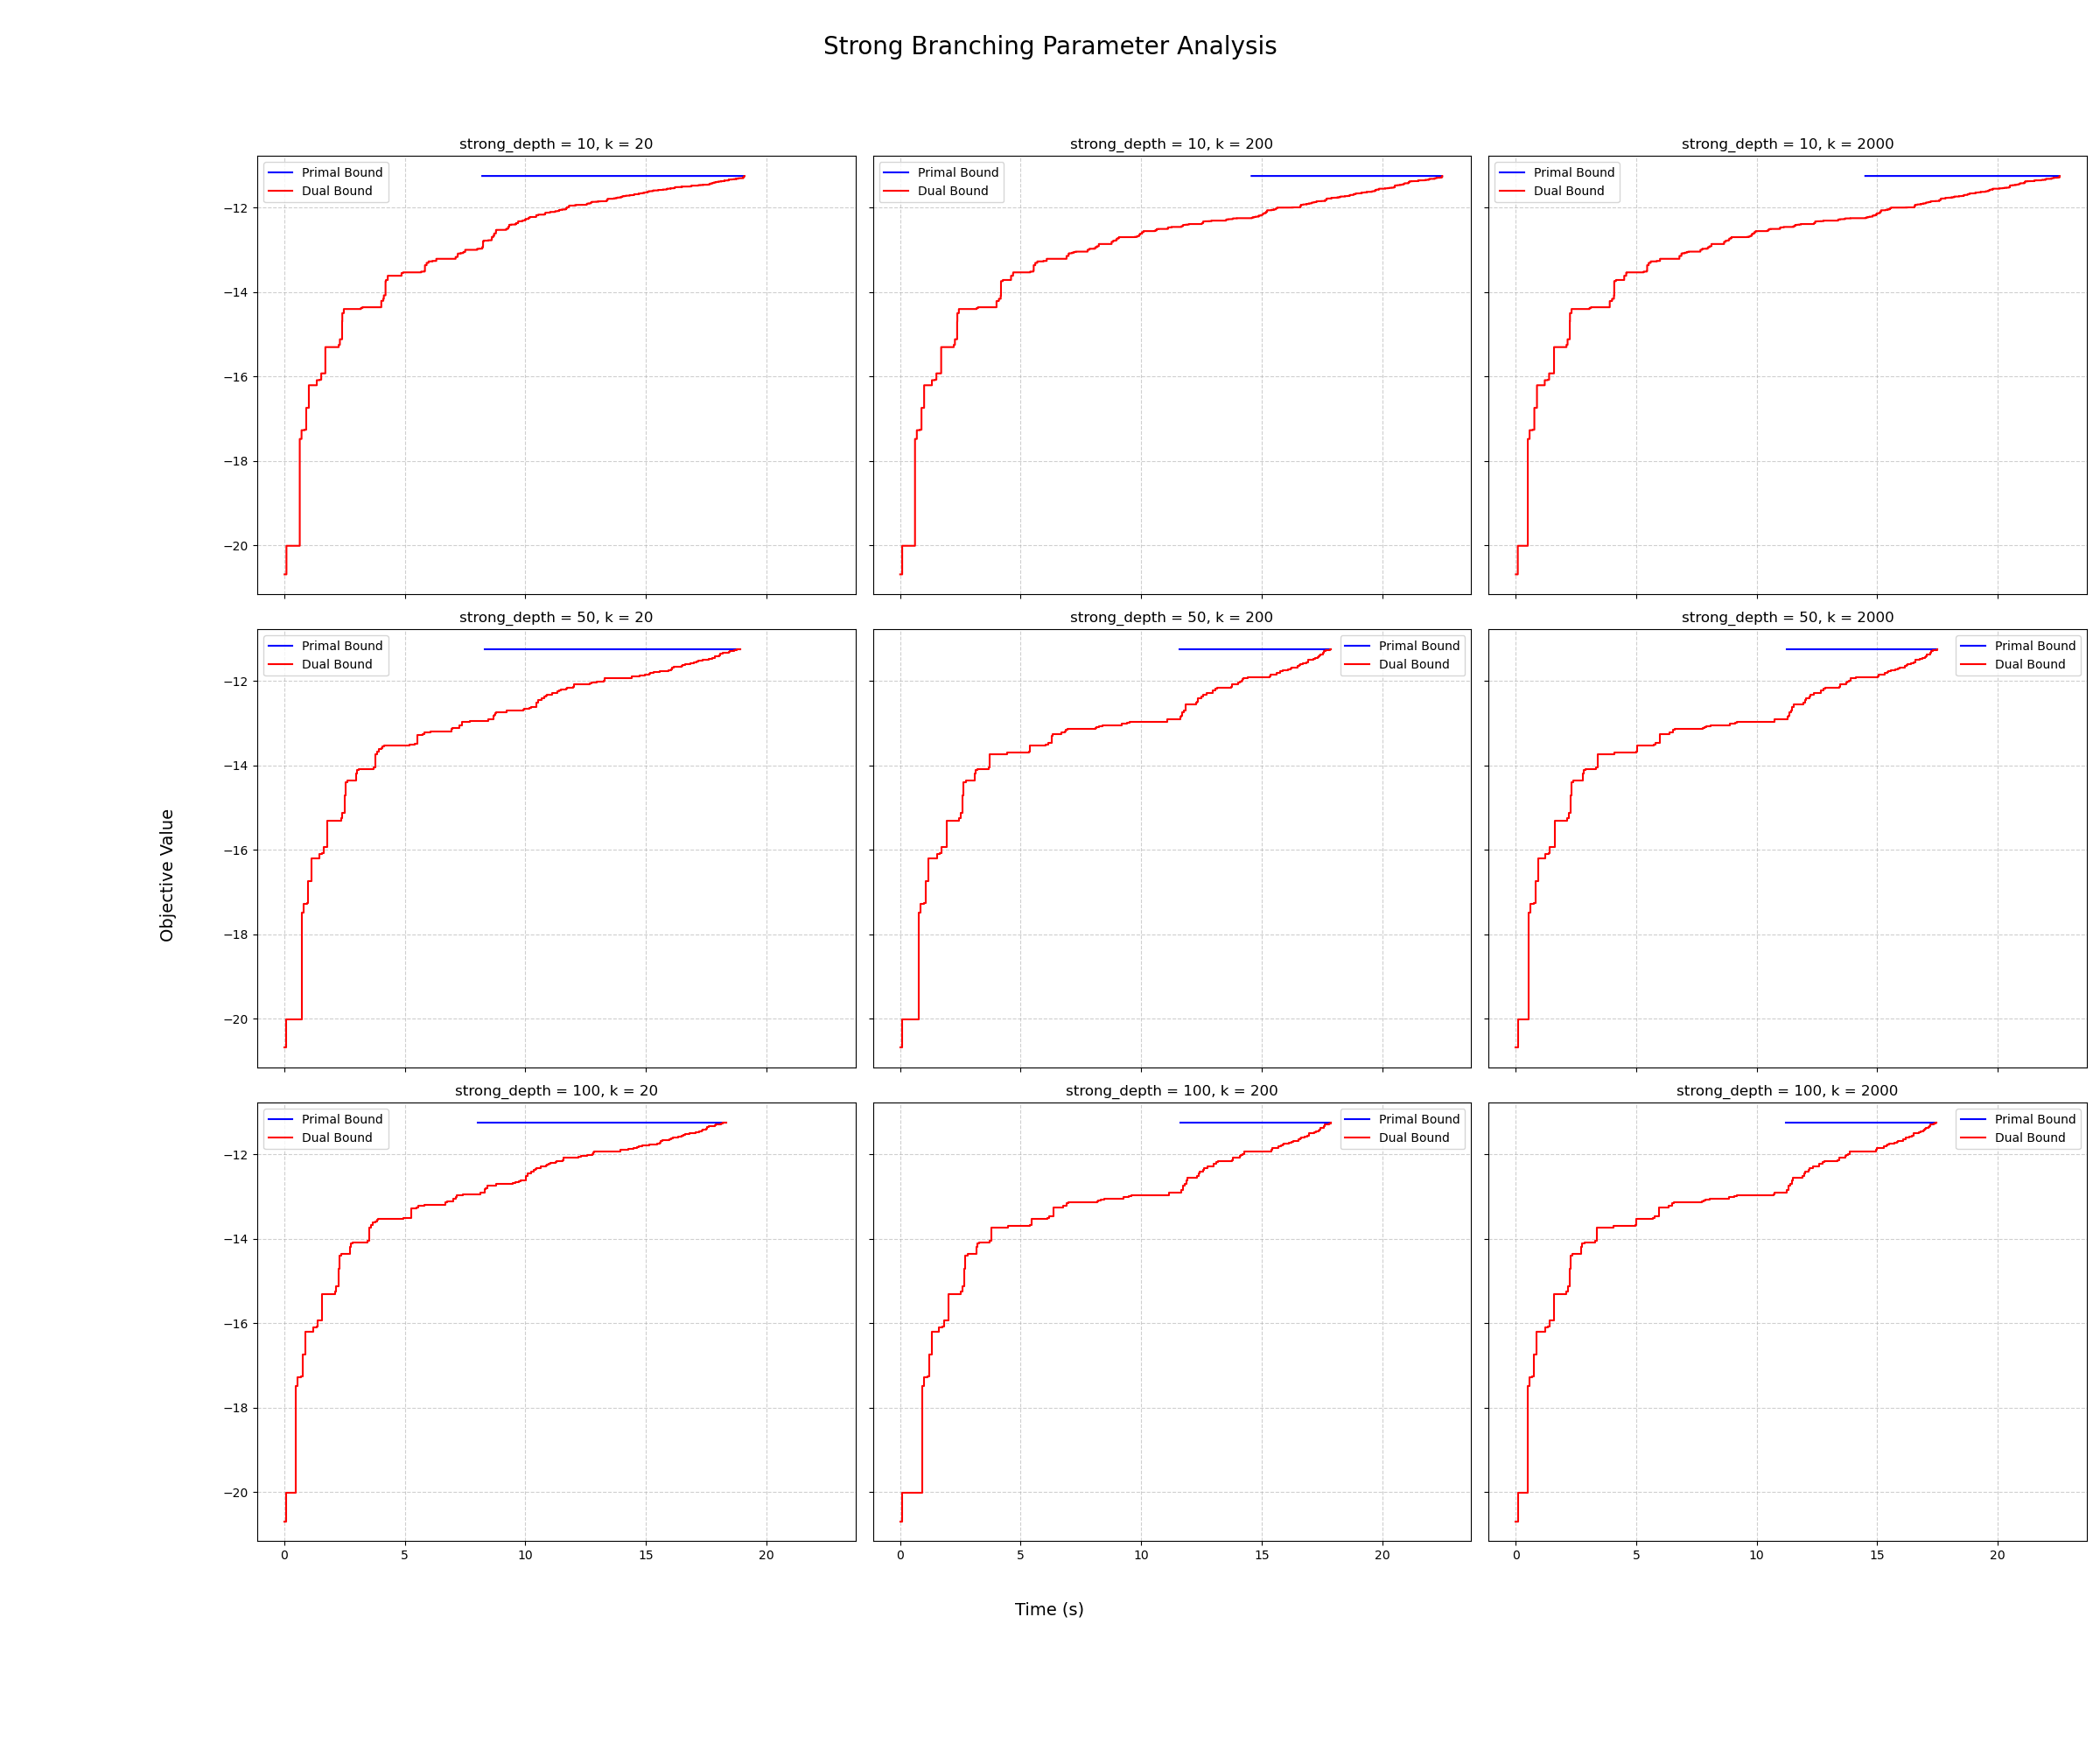 Strong Branching Parameter Analysis
strong_depth = 10, k = 20
Primal Bound
Dual Bound
−12
−14
−16
−18
−20
strong_depth = 10, k = 200
Primal Bound
Dual Bound
strong_depth = 10, k = 2000
Primal Bound
Dual Bound
Objective Value
strong_depth = 50, k = 20
Primal Bound
Dual Bound
−12
−14
−16
−18
−20
strong_depth = 50, k = 200
Primal Bound
Dual Bound
strong_depth = 50, k = 2000
Primal Bound
Dual Bound
strong_depth = 100, k = 20
Primal Bound
Dual Bound
−12
−14
−16
−18
−20
0 5 10 15 20
strong_depth = 100, k = 200
Primal Bound
Dual Bound
0 5 10 15 20
strong_depth = 100, k = 2000
Primal Bound
Dual Bound
0 5 10 15 20
Time (s)